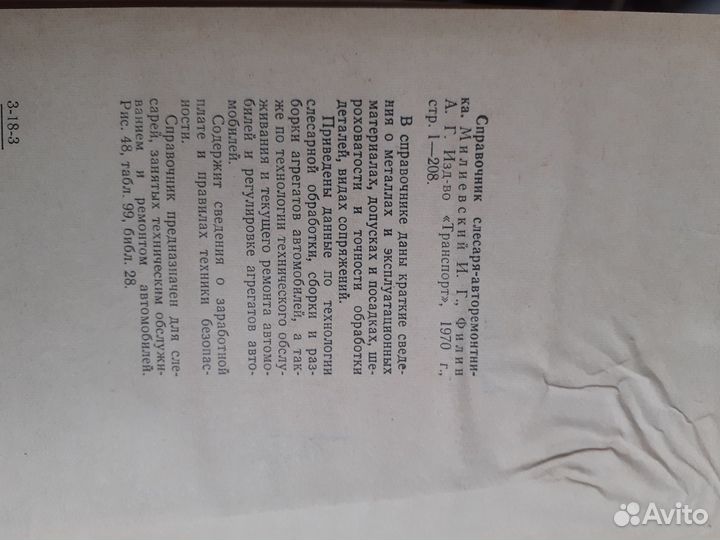 Справочник слесаря-авторемонтни-
ка. Милиевский И. Г., Филин
А. Г. Изд-во «Транспорт», 1970 г.,
стр. 1—208.
В справочнике даны краткие сведе-
ния о металлах и эксплуатационных
материалах, допусках и посадках, ше-
роховатости и точности обработки
деталей, видах сопряжений.
Приведены данные по технологии
слесарной обработки, сборки и раз-
борки агрегатов автомобилей, а так-
же по технологии технического обслу-
живания и текущего ремонта автомо-
билей и регулировке агрегатов авто-
мобилей.
Содержит сведения о заработной
плате и правилах техники безопас-
ности.
Справочник предназначен для сле-
сарей, занятых техническим обслужи-
ванием и ремонтом автомобилей.
Рис. 48, табл. 99, библ. 28.
3-18-3
Avito